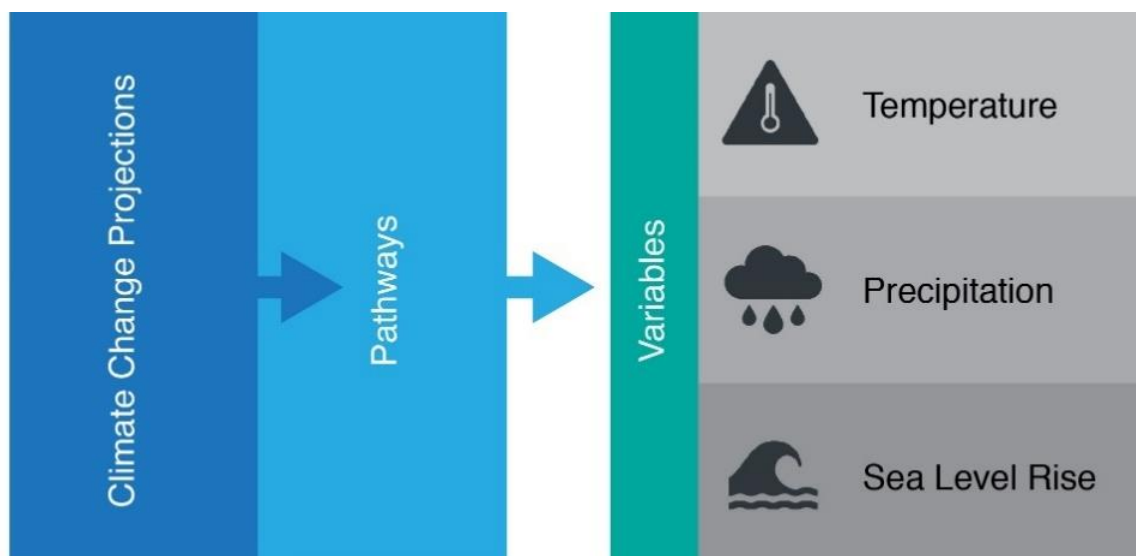 Climate Change Projections
Pathways
Variables
Temperature
Precipitation
Sea Level Rise